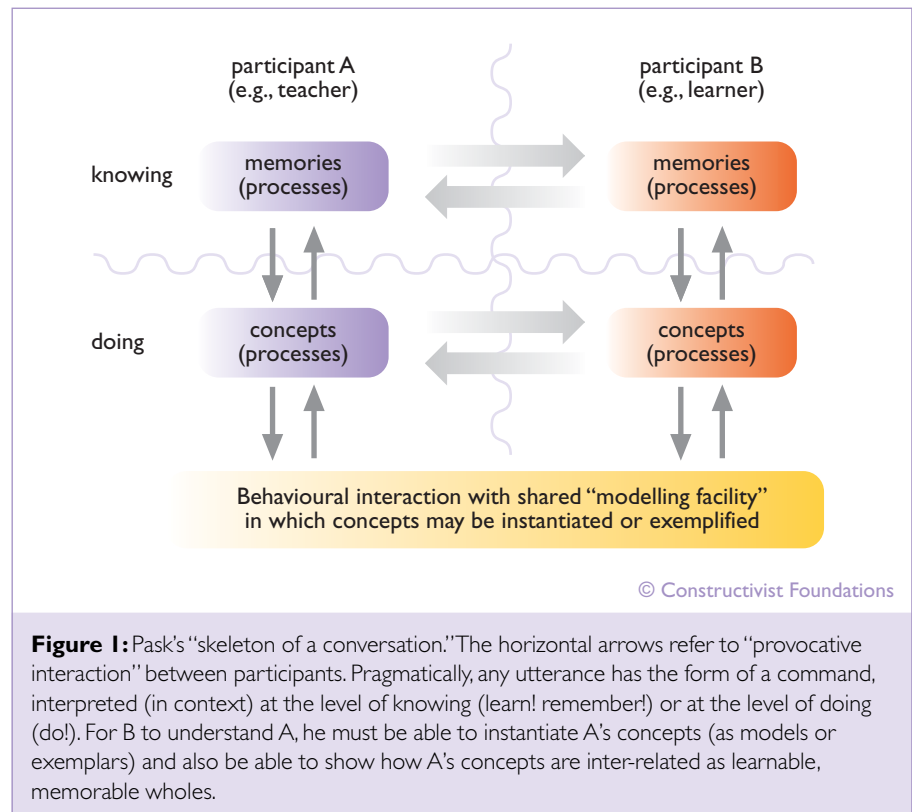 participant A
(e.g., teacher)
participant B
(e.g., learner)
knowing
memories
(processes)
memories
(processes)
doing
concepts
(processes)
concepts
(processes)
Behavioural interaction with shared “modelling facility”
in which concepts may be instantiated or exemplified
© Constructivist Foundations
Figure 1: Pask’s “skeleton of a conversation.” The horizontal arrows refer to “provocative
interaction” between participants. Pragmatically, any utterance has the form of a command,
interpreted (in context) at the level of knowing (learn! remember!) or at the level of doing
(do!). For B to understand A, he must be able to instantiate A’s concepts (as models or
exemplars) and also be able to show how A’s concepts are inter-related as learnable,
memorable wholes.